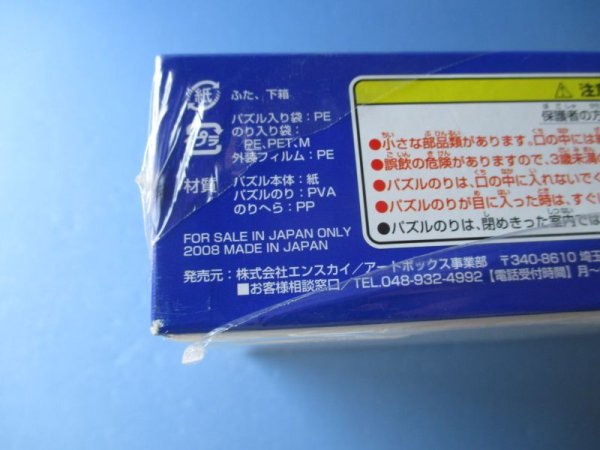 紙 ふた、下箱
プラ パズル入り袋：PE
のり入り袋：
PE,PET,M
外装フィルム：PE
材質 パズル本体：紙
パズルのり：PVA
のりへら：PP
FOR SALE IN JAPAN ONLY
2008 MADE IN JAPAN
発売元：株式会社エンスカイ／アートボックス事業部 〒340-8610 埼玉
■お客様相談窓口／TEL.048-932-4992【電話受付時間】月〜
⚠ 注意
保護者の方
●小さな部品類があります。口の中には
●誤飲の危険がありますので、3歳未満の
●パズルのりは、口の中に入れないでく
●パズルのりが目に入った時は、すぐに
●パズルのりは、閉めきった室内では